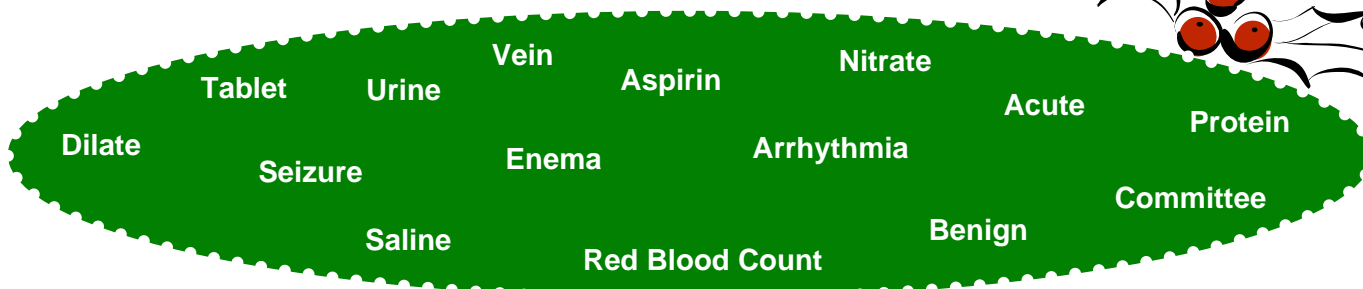 Vein
Nitrate
Aspirin
Tablet
Urine
Acute
Protein
Dilate
Arrhythmia
Enema
Seizure
Committee
Benign
Saline
Red Blood Count